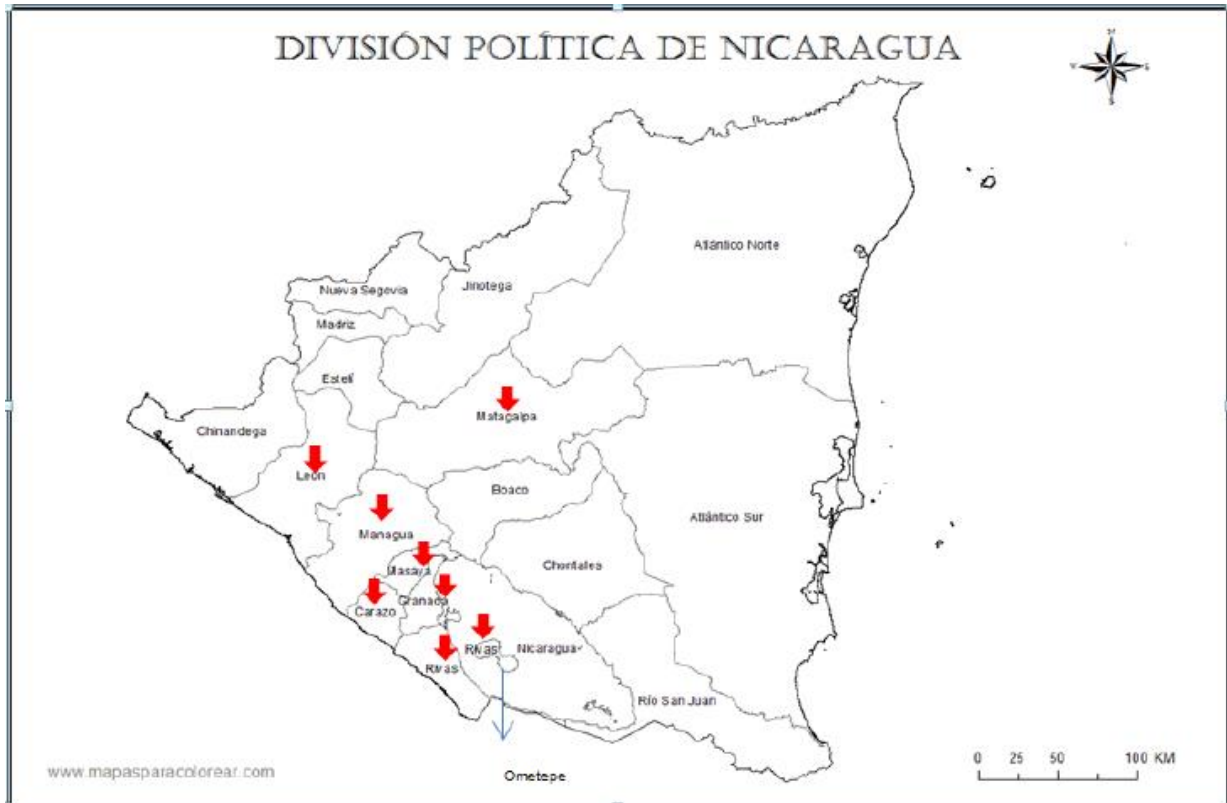 DIVISIÓN POLÍTICA DE NICARAGUA
N
S
Atlántico Norte
Nueva Segovia
Jinotega
Madriz
Estelí
Matagalpa
Chinandega
León
Boaco
Atlántico Sur
Managua
Chontales
Masaya
Granada
Carazo
Rivas
Nicaragua
Rivas
Río San Juan
0 25 50 100 KM
www.mapasparacolorear.com
Ometepe